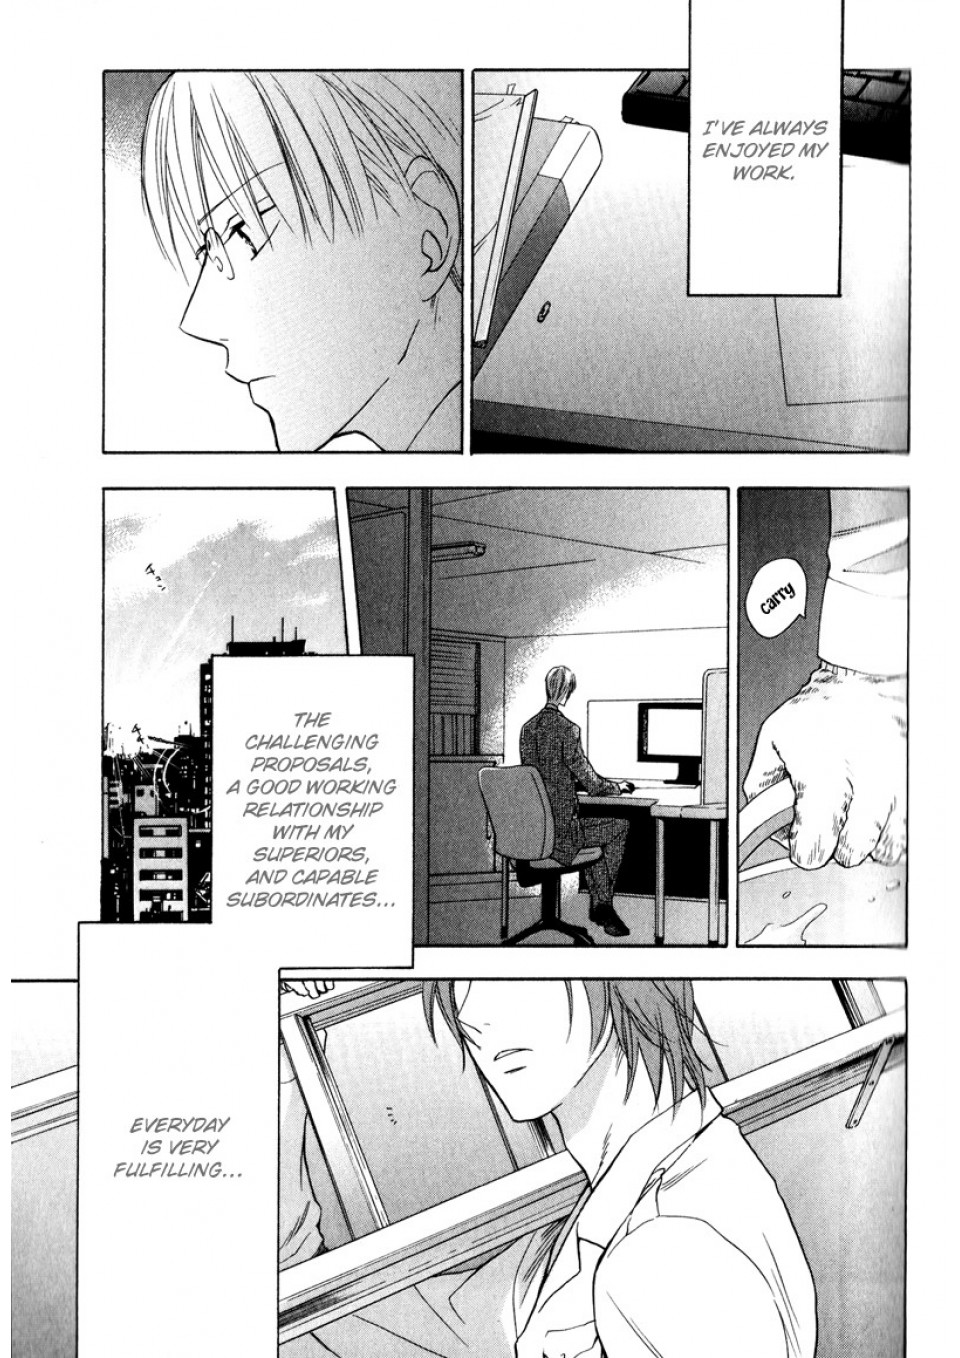 I'VE ALWAYS
ENJOYED MY
WORK.
carry
THE
CHALLENGING
PROPOSALS,
A GOOD WORKING
RELATIONSHIP
WITH MY
SUPERIORS,
AND CAPABLE
SUBORDINATES...
EVERYDAY
IS VERY
FULFILLING...